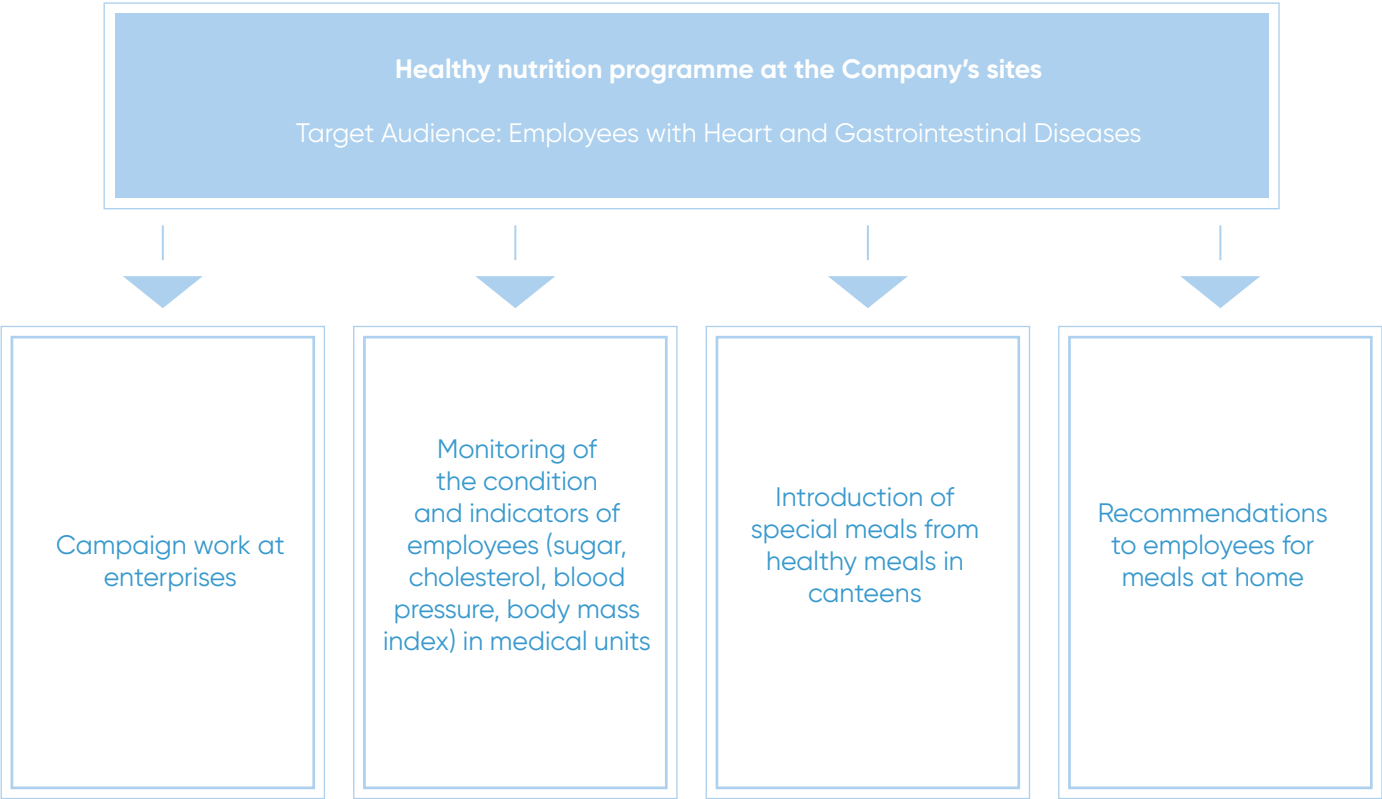 Healthy nutrition programme at the Company’s sites
Target Audience: Employees with Heart and Gastrointestinal Diseases
Campaign work at
enterprises
Monitoring of
the condition
and indicators of
employees (sugar,
cholesterol, blood
pressure, body mass
index) in medical units
Introduction of
special meals from
healthy meals in
canteens
Recommendations
to employees for
meals at home